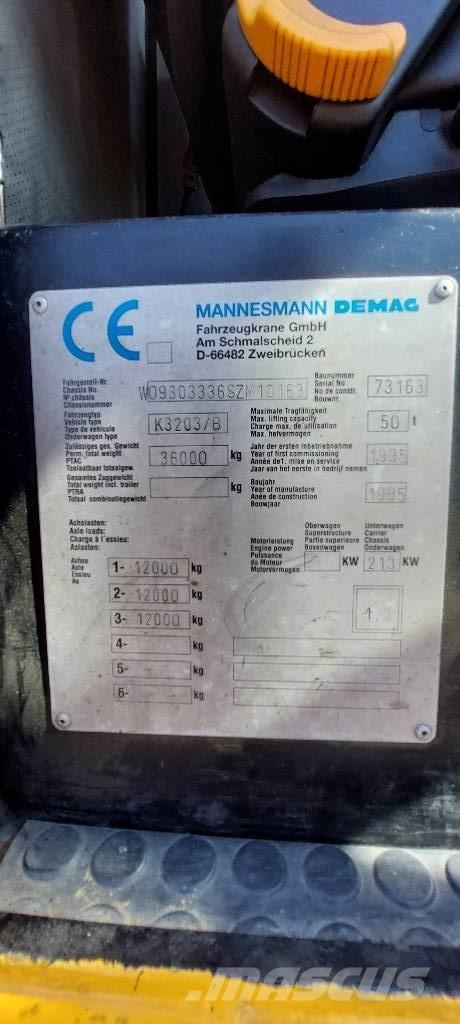 CE
MANNESMANN DEMAG
Fahrzeugkrane GmbH
Am Schmalscheid 2
D-66482 Zweibrücken
Fahrgestell-Nr.
Chassis No.
N° châssis
Chassisnummer
Baunummer
Serial No
No de constr.
Bouwnr.
73163
Fahrzeugtyp
Vehicle type
Type de véhicule
Onderwagen type
K3203/B
Maximale Tragfähigkeit
Max. lifting capacity
Charge max. de utilisation
Max. hefvermogen
50 t
Zulässiges ges. Gewicht
Perm. total weight
PTAC
Toelaatbaar totaalgew.
36000 kg
Jahr der ersten Inbetriebnahme
Year of first commissioning
Année de1. mise en service
Jaar van het eerste in bedrijf nemen
1995
Gesamtes Zuggewicht
Total weight incl. trailer
PTRA
Totaal combinatiegewicht
kg
Baujahr
Year of manufacture
Année de construction
Bouwjaar
1995
Achslasten:
Axle loads:
Charge à l'essieu:
Aslasten:
Oberwagen
Superstructure
Partie superieure
Bovenwagen
Unterwagen
Carrier
Chassis
Onderwagen
Motorleistung
Engine power
Puissance
du Moteur
Motorvermogen
KW
213 KW
Achse
Axle
Essieu
As
1- 12000 kg
2- 12000 kg
3- 12000 kg
4- kg
5- kg
6- kg
mascus